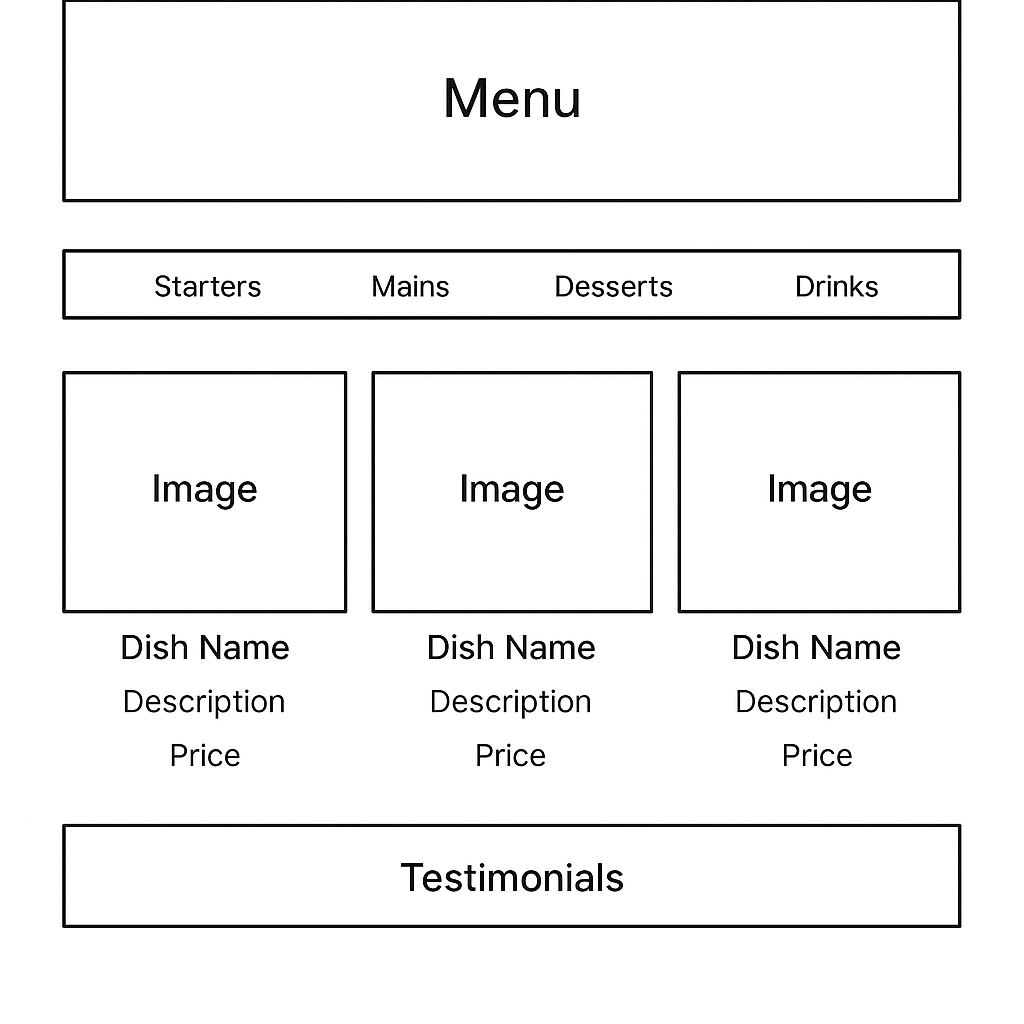 Menu
Starters Mains Desserts Drinks
Image Image Image
Dish Name Dish Name Dish Name
Description Description Description
Price Price Price
Testimonials